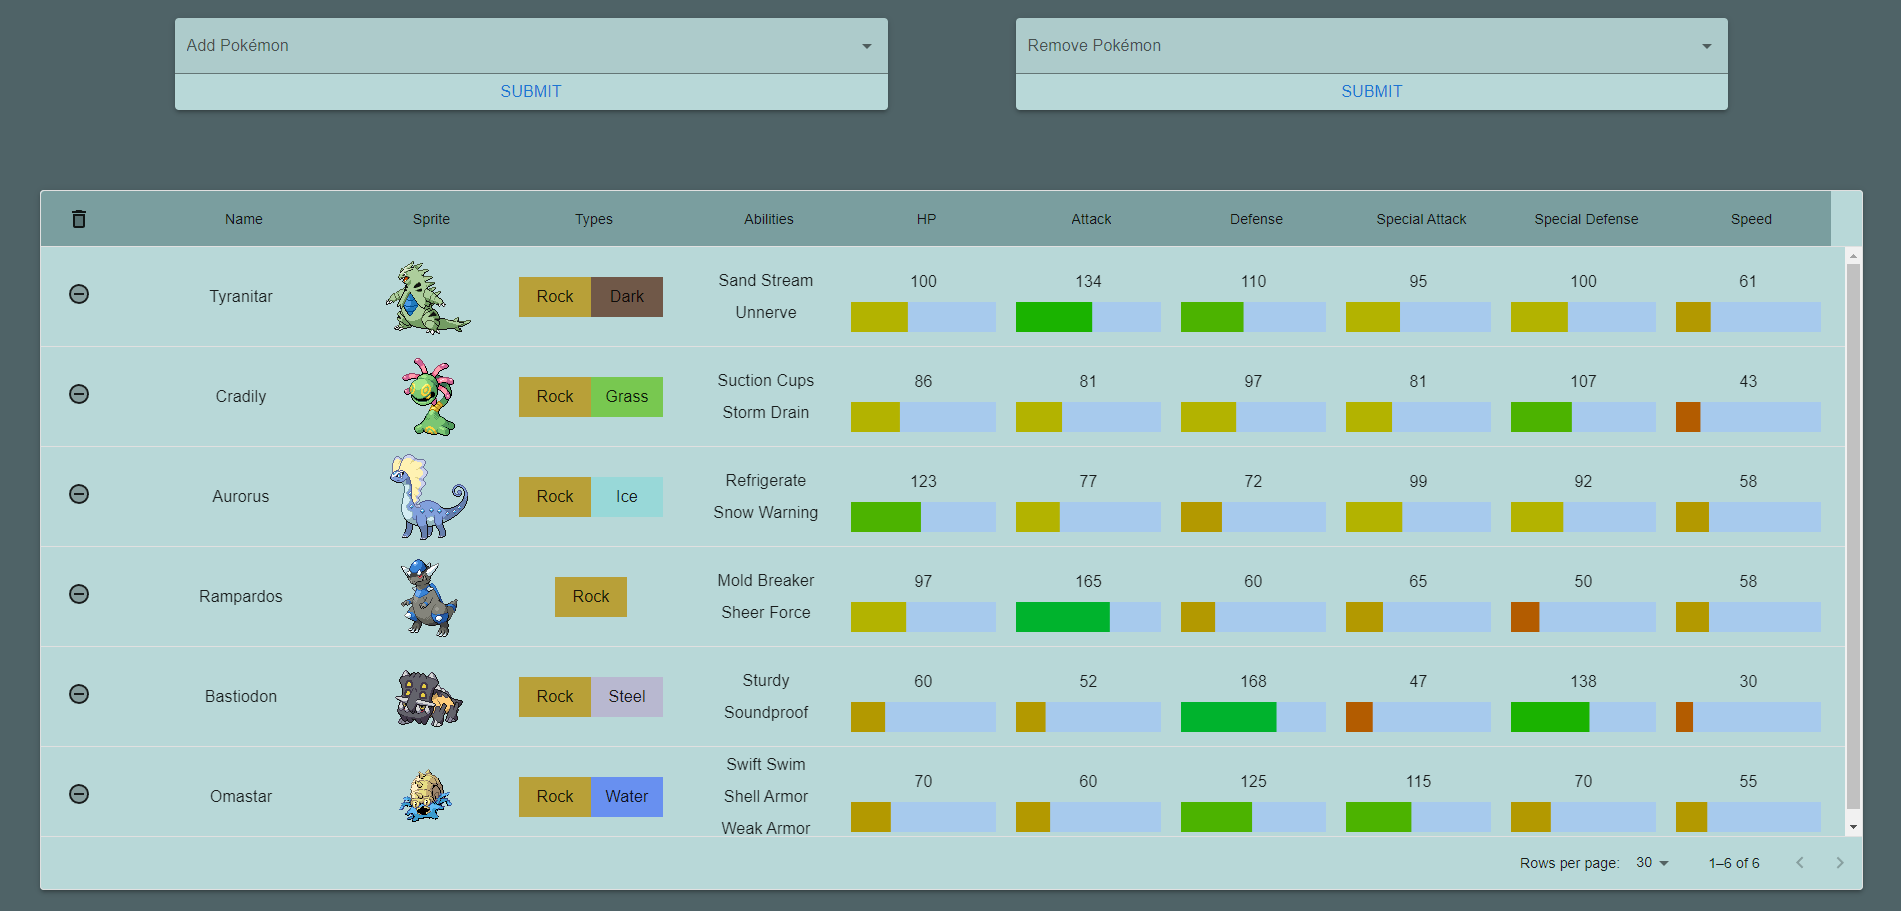 Add Pokémon
Remove Pokémon
SUBMIT
SUBMIT
Name Sprite Types Abilities HP Attack Defense Special Attack Special Defense Speed
Tyranitar Rock Dark Sand Stream 100 134 110 95 100 61
Unnerve
Cradily Rock Grass Suction Cups 86 81 97 81 107 43
Storm Drain
Aurorus Rock Ice Refrigerate 123 77 72 99 92 58
Snow Warning
Rampardos Rock Mold Breaker 97 165 60 65 50 58
Sheer Force
Bastiodon Rock Steel Sturdy 60 52 168 47 138 30
Soundproof
Swift Swim
Omastar Rock Water Shell Armor 70 60 125 115 70 55
Weak Armor
Rows per page: 30 1–6 of 6